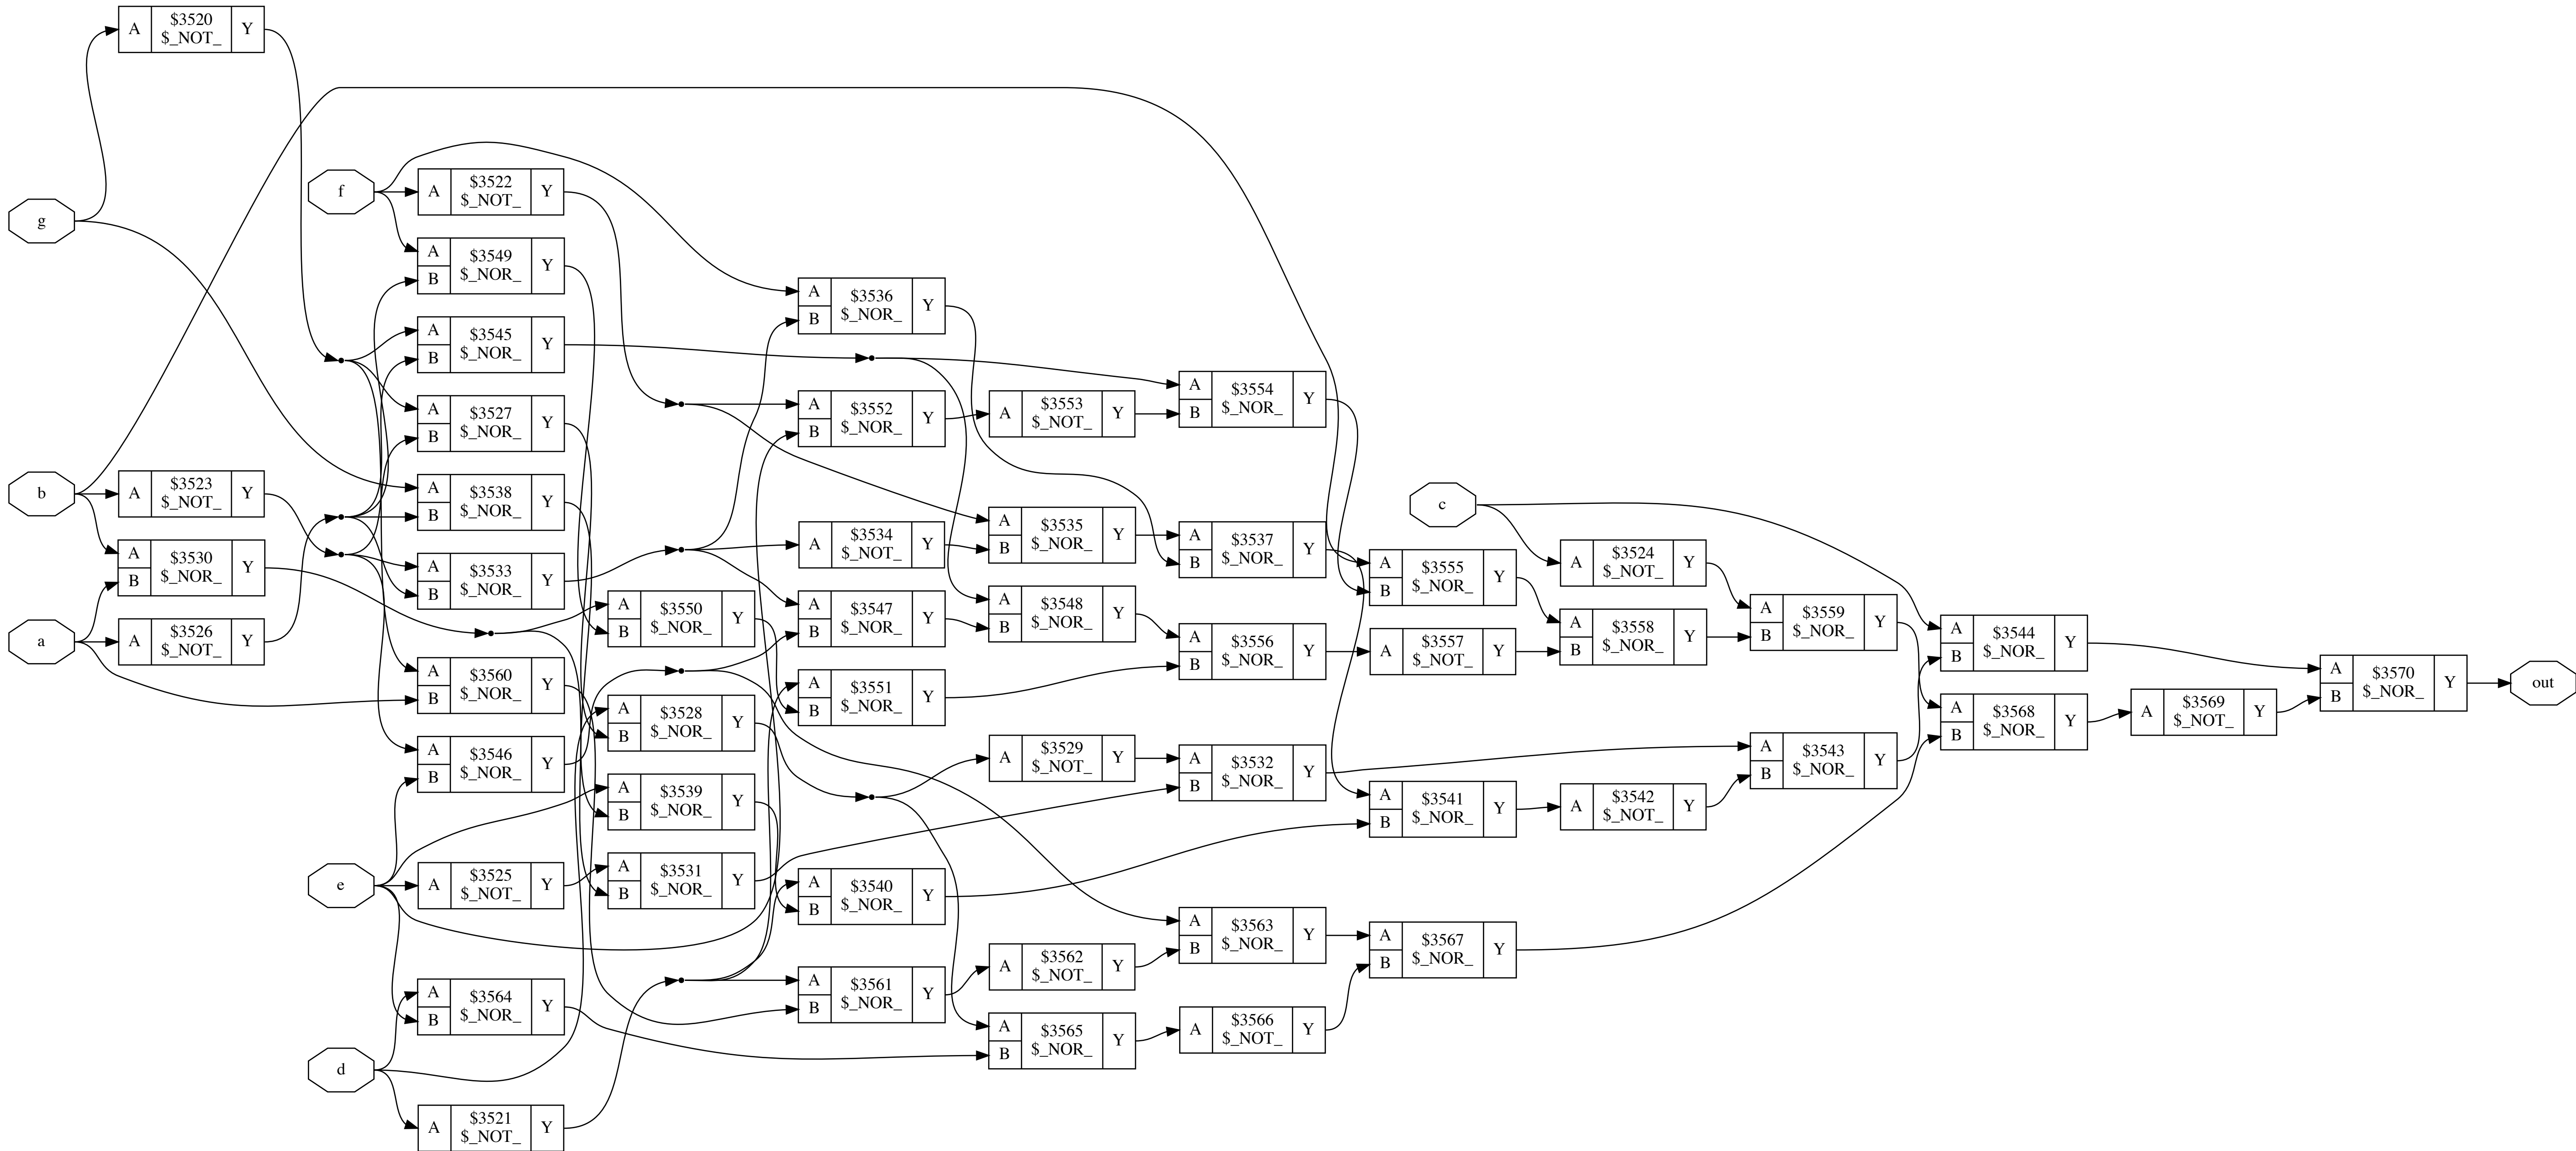 $3520
A $_NOT_ Y
g
f
$3522
A $_NOT_ Y
A $3549 Y
B $_NOR_
A $3536 Y
B $_NOR_
A $3545 Y
B $_NOR_
A $3554 Y
B $_NOR_
A $3552 Y
B $_NOR_
$3553
A $_NOT_ Y
A $3527 Y
B $_NOR_
b
$3523
A $_NOT_ Y
A $3538 Y
B $_NOR_
c
A $3530 Y
B $_NOR_
A $3533 Y
B $_NOR_
$3534
A $_NOT_ Y
A $3535 Y
B $_NOR_
A $3537 Y
B $_NOR_
A $3555 Y
B $_NOR_
$3524
A $_NOT_ Y
a
$3526
A $_NOT_ Y
A $3550 Y
B $_NOR_
A $3547 Y
B $_NOR_
A $3548 Y
B $_NOR_
A $3556 Y
B $_NOR_
$3557
A $_NOT_ Y
A $3558 Y
B $_NOR_
A $3559 Y
B $_NOR_
A $3544 Y
B $_NOR_
A $3560 Y
B $_NOR_
A $3551 Y
B $_NOR_
A $3570 Y
B $_NOR_
out
A $3528 Y
B $_NOR_
A $3568 Y
B $_NOR_
$3569
A $_NOT_ Y
A $3546 Y
B $_NOR_
$3529
A $_NOT_ Y
A $3532 Y
B $_NOR_
A $3543 Y
B $_NOR_
A $3539 Y
B $_NOR_
A $3541 Y
B $_NOR_
$3542
A $_NOT_ Y
e
$3525
A $_NOT_ Y
A $3531 Y
B $_NOR_
A $3540 Y
B $_NOR_
A $3563 Y
B $_NOR_
A $3567 Y
B $_NOR_
A $3564 Y
B $_NOR_
A $3561 Y
B $_NOR_
$3562
A $_NOT_ Y
A $3565 Y
B $_NOR_
$3566
A $_NOT_ Y
d
$3521
A $_NOT_ Y